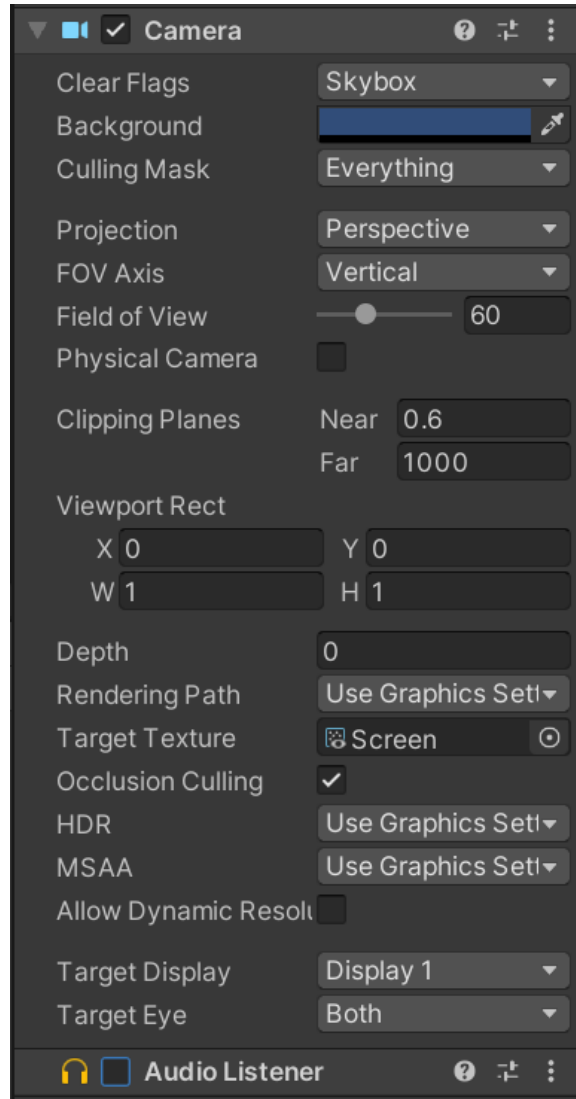 Camera
Clear Flags Skybox
Background
Culling Mask Everything
Projection Perspective
FOV Axis Vertical
Field of View 60
Physical Camera
Clipping Planes Near 0.6
Far 1000
Viewport Rect
X 0 Y 0
W 1 H 1
Depth 0
Rendering Path Use Graphics Sett
Target Texture Screen
Occlusion Culling
HDR Use Graphics Sett
MSAA Use Graphics Sett
Allow Dynamic Resolu
Target Display Display 1
Target Eye Both
Audio Listener